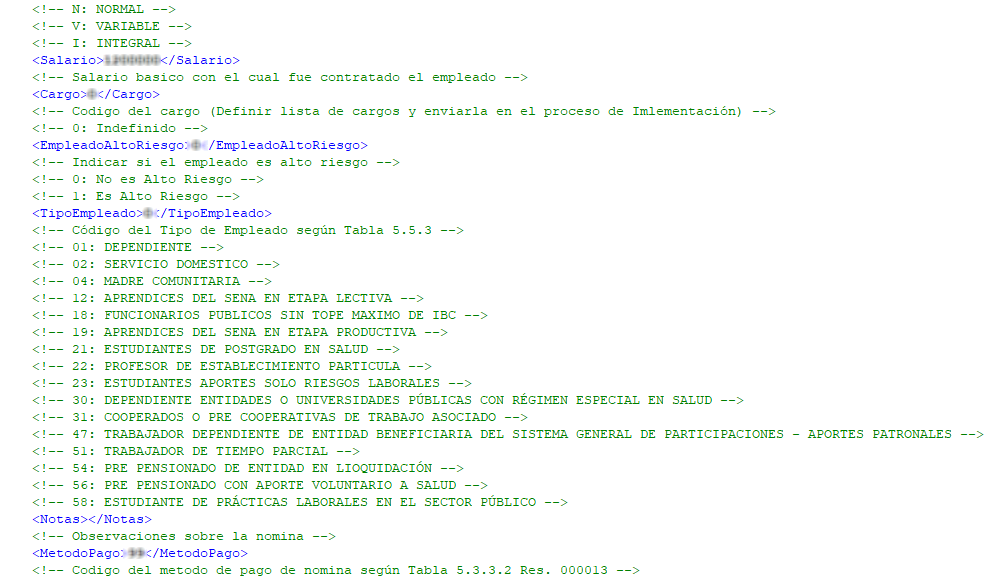 <!-- N: NORMAL -->
<!-- V: VARIABLE -->
<!-- I: INTEGRAL -->
<Salario></Salario>
<!-- Salario basico con el cual fue contratado el empleado -->
<Cargo></Cargo>
<!-- Codigo del cargo (Definir lista de cargos y enviarla en el proceso de Imlementación) -->
<!-- 0: Indefinido -->
<EmpleadoAltoRiesgo></EmpleadoAltoRiesgo>
<!-- Indicar si el empleado es alto riesgo -->
<!-- 0: No es Alto Riesgo -->
<!-- 1: Es Alto Riesgo -->
<TipoEmpleado></TipoEmpleado>
<!-- Código del Tipo de Empleado según Tabla 5.5.3 -->
<!-- 01: DEPENDIENTE -->
<!-- 02: SERVICIO DOMESTICO -->
<!-- 04: MADRE COMUNITARIA -->
<!-- 12: APRENDICES DEL SENA EN ETAPA LECTIVA -->
<!-- 18: FUNCIONARIOS PUBLICOS SIN TOPE MAXIMO DE IBC -->
<!-- 19: APRENDICES DEL SENA EN ETAPA PRODUCTIVA -->
<!-- 21: ESTUDIANTES DE POSTGRADO EN SALUD -->
<!-- 22: PROFESOR DE ESTABLECIMIENTO PARTICULA -->
<!-- 23: ESTUDIANTES APORTES SOLO RIESGOS LABORALES -->
<!-- 30: DEPENDIENTE ENTIDADES O UNIVERSIDADES PÚBLICAS CON RÉGIMEN ESPECIAL EN SALUD -->
<!-- 31: COOPERADOS O PRE COOPERATIVAS DE TRABAJO ASOCIADO -->
<!-- 47: TRABAJADOR DEPENDIENTE DE ENTIDAD BENEFICIARIA DEL SISTEMA GENERAL DE PARTICIPACIONES - APORTES PATRONALES -->
<!-- 51: TRABAJADOR DE TIEMPO PARCIAL -->
<!-- 54: PRE PENSIONADO DE ENTIDAD EN LIOQUIDACIÓN -->
<!-- 56: PRE PENSIONADO CON APORTE VOLUNTARIO A SALUD -->
<!-- 58: ESTUDIANTE DE PRÁCTICAS LABORALES EN EL SECTOR PÚBLICO -->
<Notas></Notas>
<!-- Observaciones sobre la nomina -->
<MetodoPago></MetodoPago>
<!-- Codigo del metodo de pago de nomina según Tabla 5.3.3.2 Res. 000013 -->